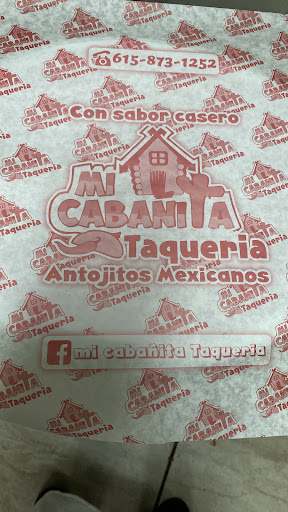 615-873-1252
Con sabor casero
Mi
CABAÑITA
Taqueria
Antojitos Mexicanos
f mi cabañita Taqueria